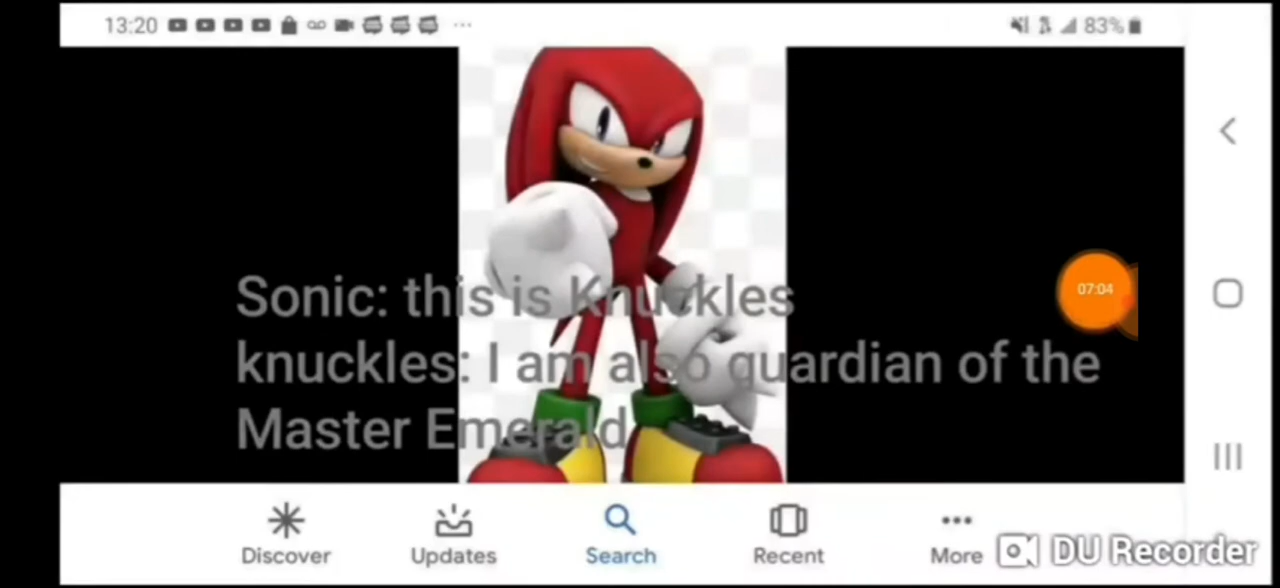 13:20
83%
Sonic: this is Knuckles
knuckles: I am also guardian of the
Master Emerald
07:04
Discover Updates Search Recent More
DU Recorder